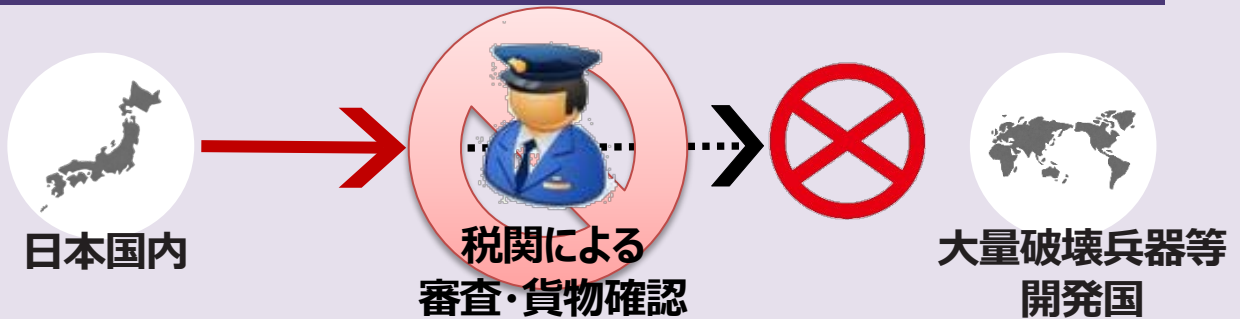 日本国内
税関による
審査・貨物確認
大量破壊兵器等
開発国